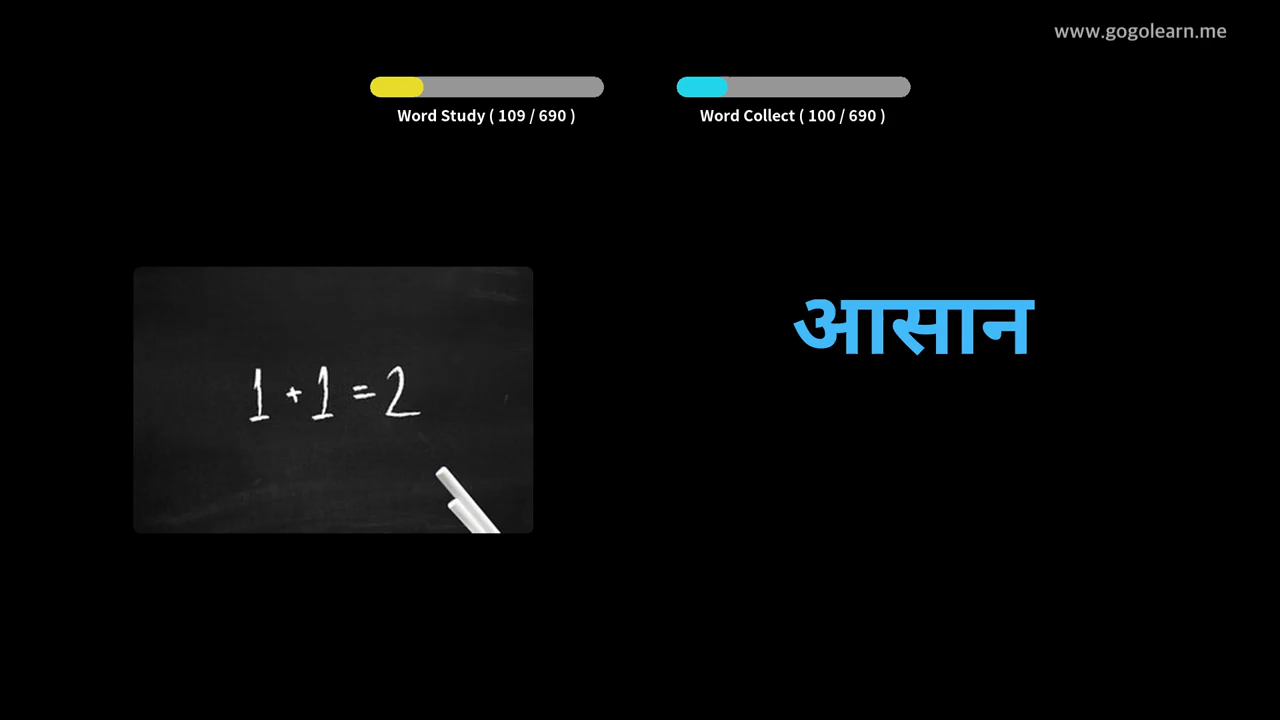 www.gogolearn.me
Word Study ( 109 / 690 )
Word Collect ( 100 / 690 )
आसान
1 + 1 = 2